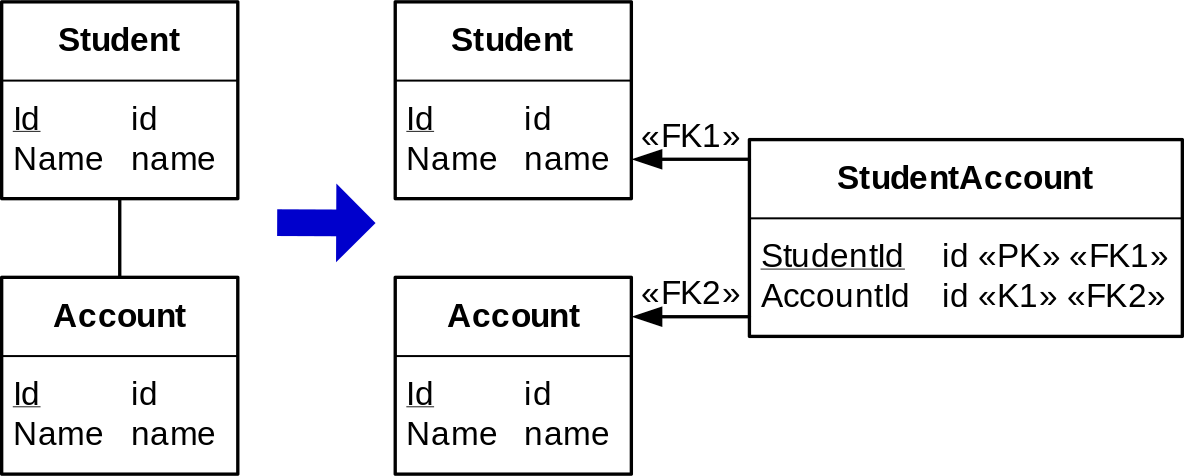 Student
Id id
Name name
Account
Id id
Name name
Student
Id id
Name name
Account
Id id
Name name
«FK1»
«FK2»
StudentAccount
StudentId id «PK» «FK1»
AccountId id «K1» «FK2»